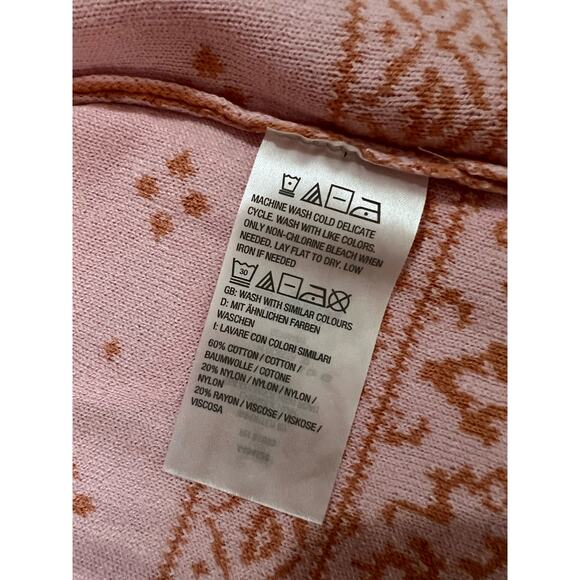 MACHINE WASH COLD DELICATE
CYCLE. WASH WITH LIKE COLORS.
ONLY NON-CHLORINE BLEACH WHEN
NEEDED, LAY FLAT TO DRY. LOW
IRON IF NEEDED
30
GB: WASH WITH SIMILAR COLOURS
D: MIT ÄHNLICHEN FARBEN
WASCHEN
I: LAVARE CON COLORI SIMILARI
60% COTTON / COTTON /
BAUMWOLLE / COTONE
20% NYLON / NYLON / NYLON /
NYLON
20% RAYON / VISCOSE / VISKOSE /
VISCOSA